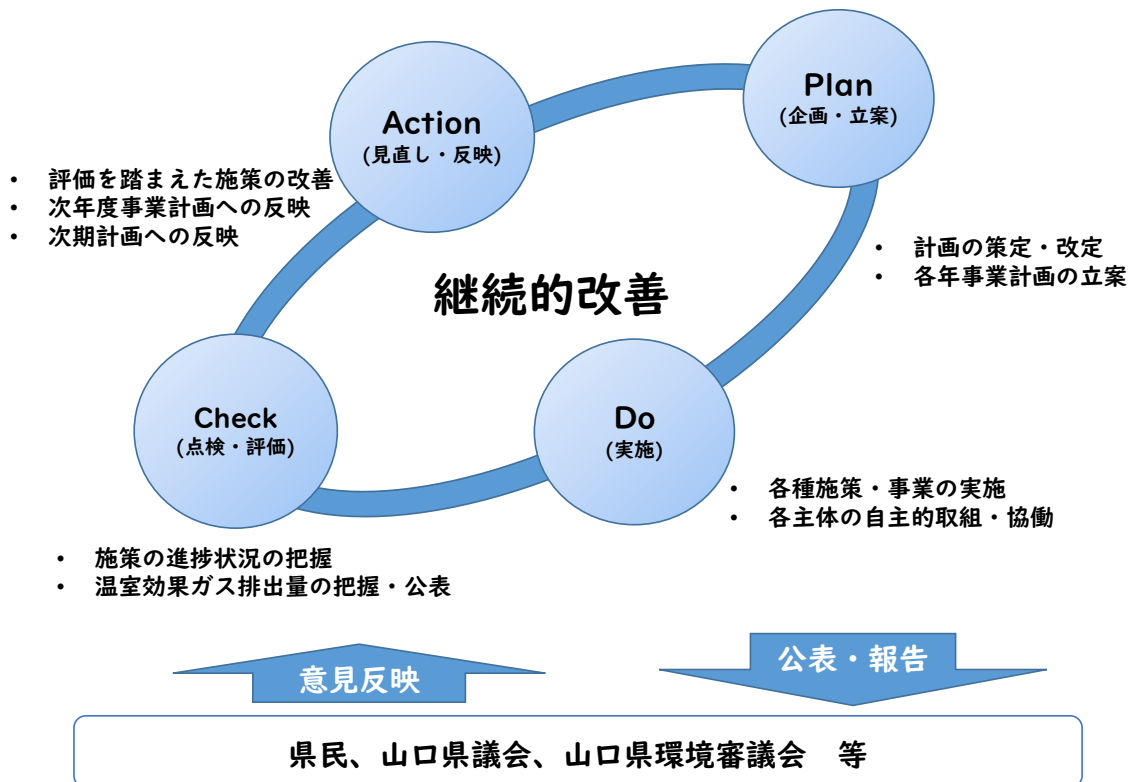 Plan
(企画・立案)
Action
(見直し・反映)
• 評価を踏まえた施策の改善
• 次年度事業計画への反映
• 次期計画への反映
• 計画の策定・改定
• 各年事業計画の立案
継続的改善
Check
(点検・評価)
Do
(実施)
• 各種施策・事業の実施
• 各主体の自主的取組・協働
• 施策の進捗状況の把握
• 温室効果ガス排出量の把握・公表
意見反映
公表・報告
県民、山口県議会、山口県環境審議会　等